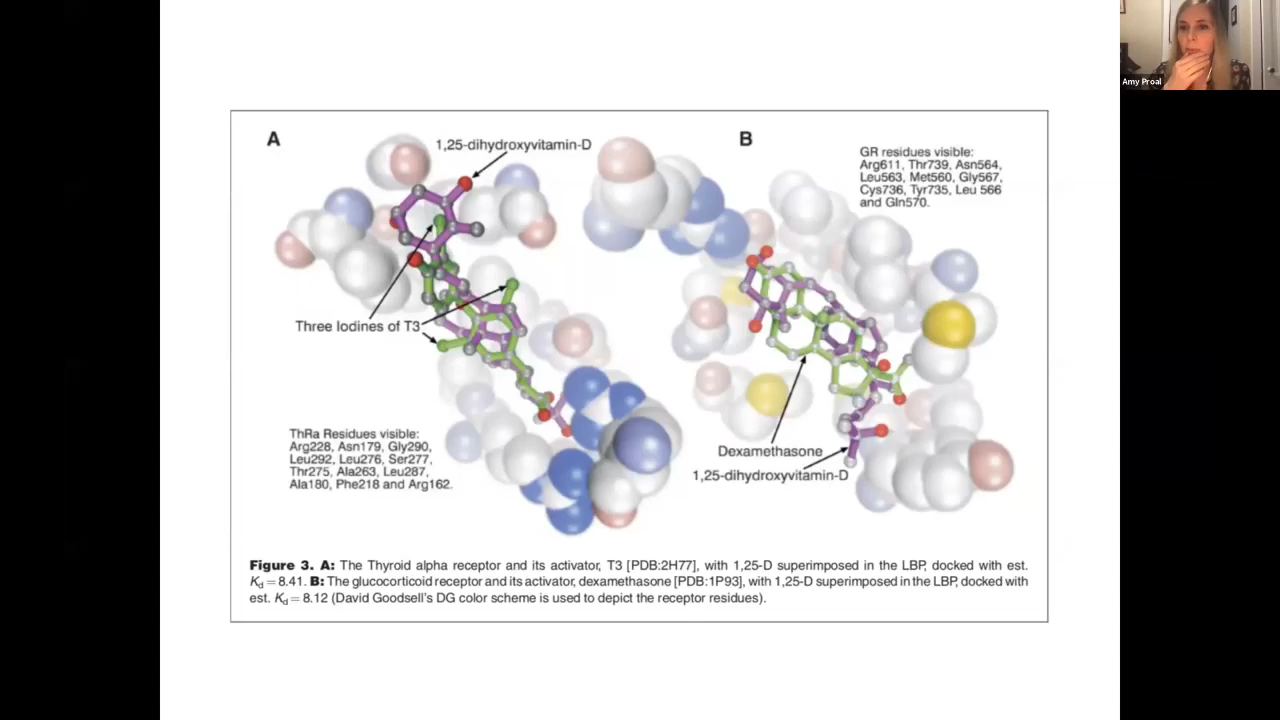 Amy Proal
A
1,25-dihydroxyvitamin-D
Three Iodines of T3
ThRa Residues visible:
Arg228, Asn179, Gly290,
Leu292, Leu276, Ser277,
Thr275, Ala263, Leu287,
Ala180, Phe218 and Arg162.
B
GR residues visible:
Arg611, Thr739, Asn564,
Leu563, Met560, Gly567,
Cys736, Tyr735, Leu 566
and Gln570.
Dexamethasone
1,25-dihydroxyvitamin-D
Figure 3. A: The Thyroid alpha receptor and its activator, T3 [PDB:2H77], with 1,25-D superimposed in the LBP, docked with est.
Kd = 8.41. B: The glucocorticoid receptor and its activator, dexamethasone [PDB:1P93], with 1,25-D superimposed in the LBP, docked with
est. Kd = 8.12 (David Goodsell's DG color scheme is used to depict the receptor residues).